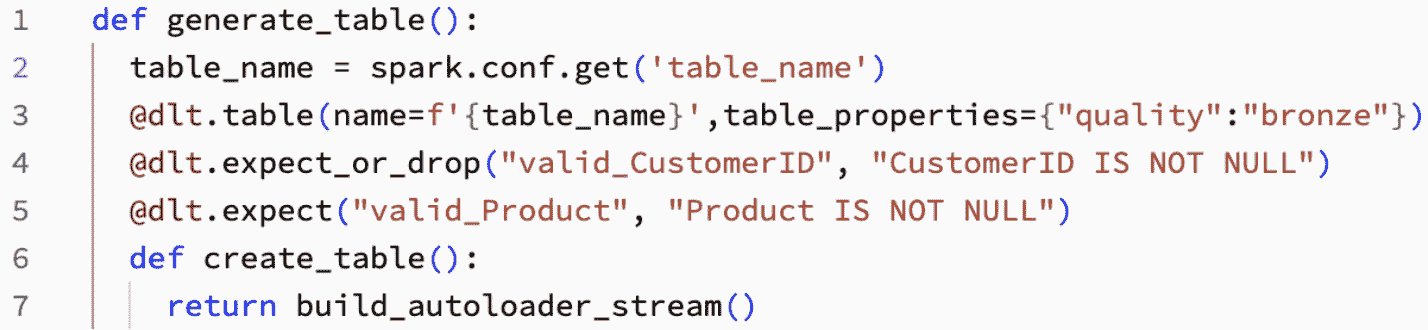 1 def generate_table():
2 table_name = spark.conf.get('table_name')
3 @dlt.table(name=f'{table_name}',table_properties={"quality":"bronze"})
4 @dlt.expect_or_drop("valid_CustomerID", "CustomerID IS NOT NULL")
5 @dlt.expect("valid_Product", "Product IS NOT NULL")
6 def create_table():
7 return build_autoloader_stream()